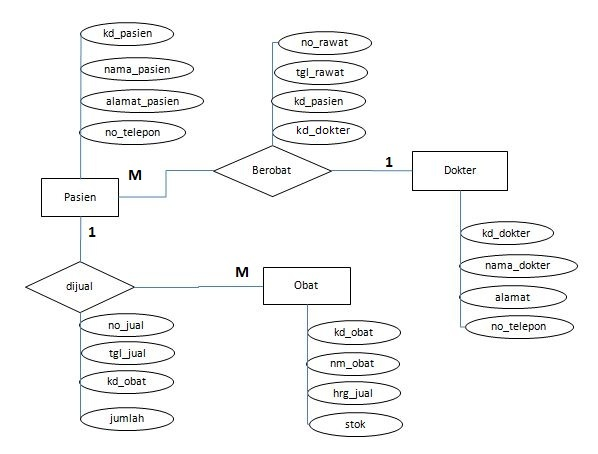 kd_pasien
nama_pasien
alamat_pasien
no_telepon
no_rawat
tgl_rawat
kd_pasien
kd_dokter
M
Berobat
1
Dokter
Pasien
1
kd_dokter
nama_dokter
alamat
no_telepon
dijual
M
Obat
no_jual
tgl_jual
kd_obat
jumlah
kd_obat
nm_obat
hrg_jual
stok